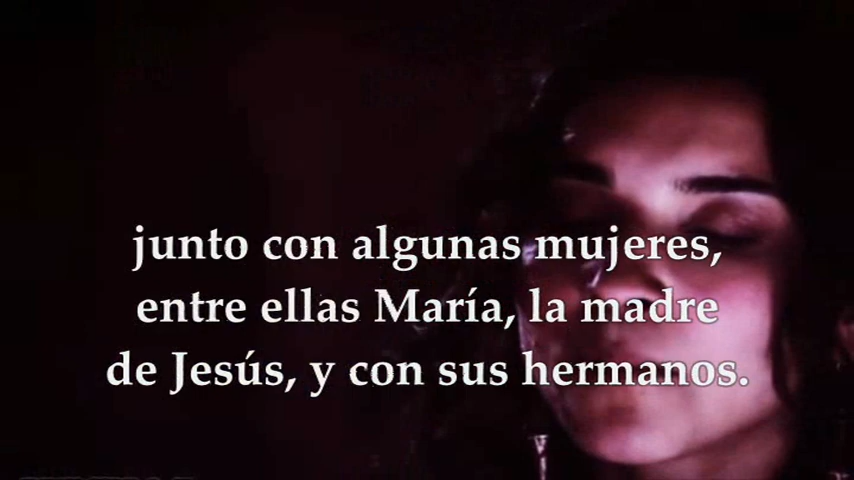 junto con algunas mujeres,
entre ellas María, la madre
de Jesús, y con sus hermanos.